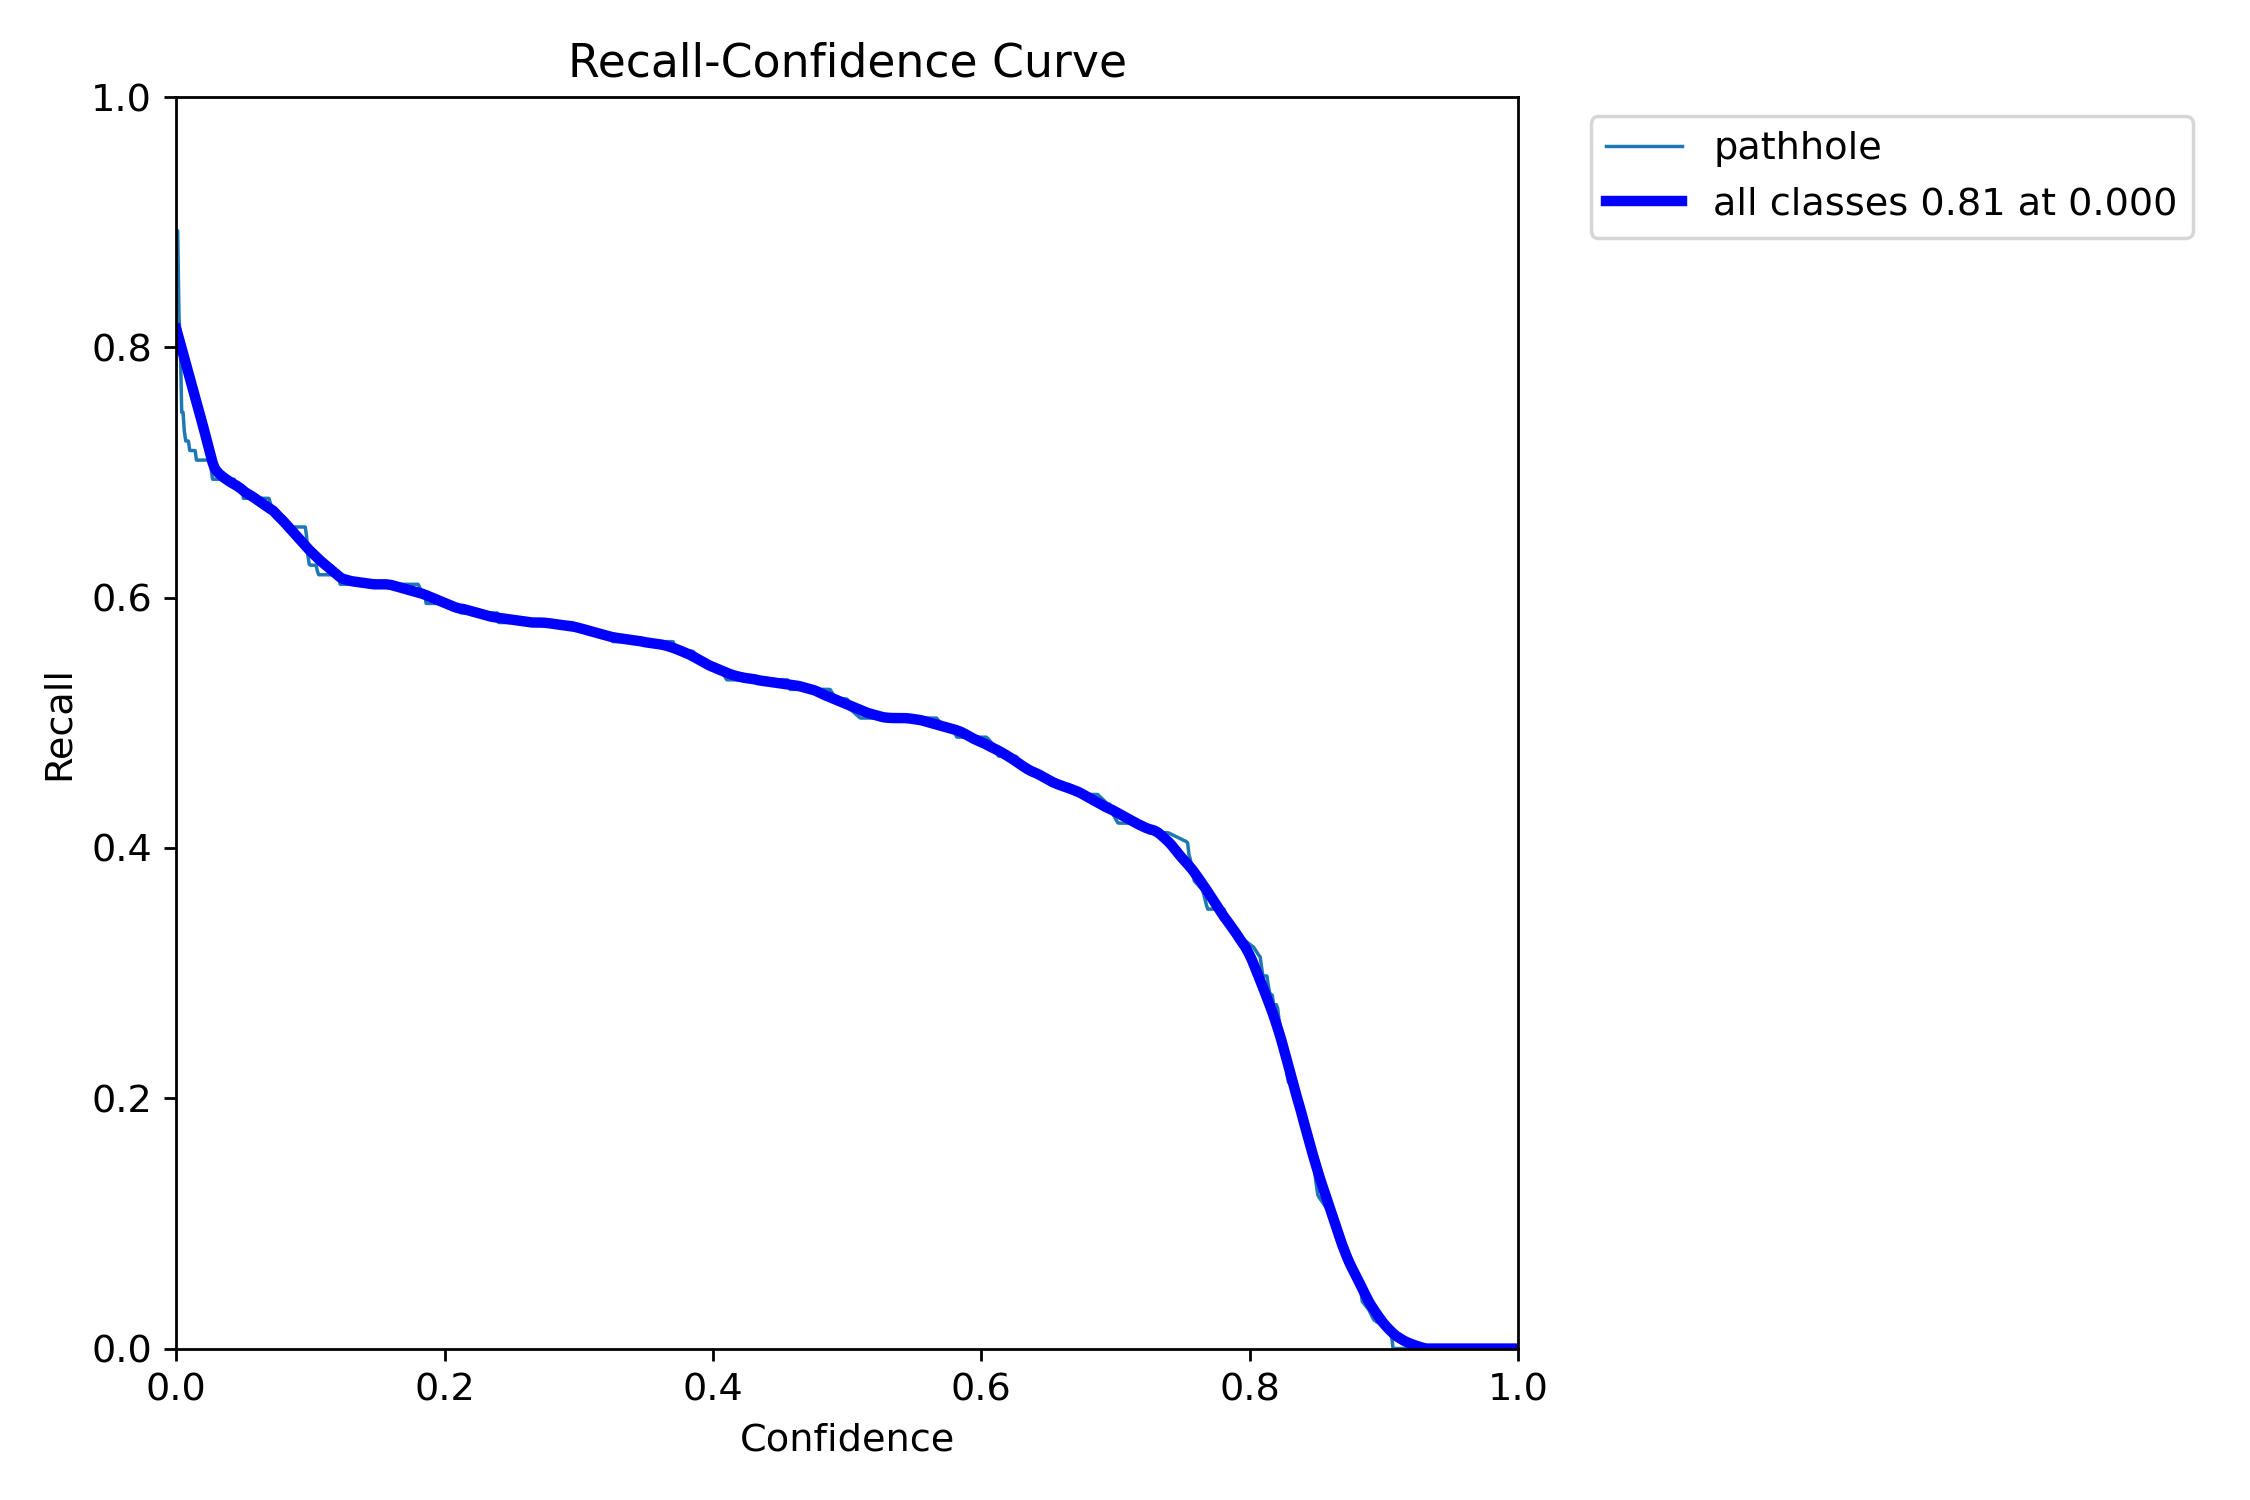 Recall-Confidence Curve
1.0
0.8
0.6
0.4
0.2
0.0
Recall
0.0 0.2 0.4 0.6 0.8 1.0
Confidence
pathhole
all classes 0.81 at 0.000